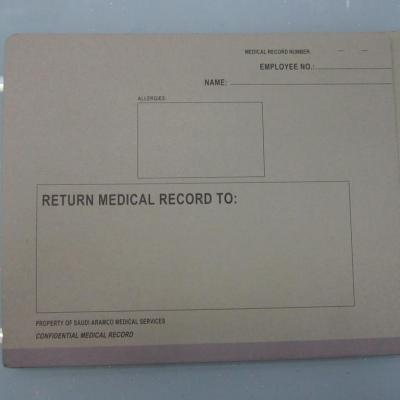 MEDICAL RECORD NUMBER:
EMPLOYEE NO.:
NAME:
ALLERGIES:
RETURN MEDICAL RECORD TO:
PROPERTY OF SAUDI ARAMCO MEDICAL SERVICES
CONFIDENTIAL MEDICAL RECORD